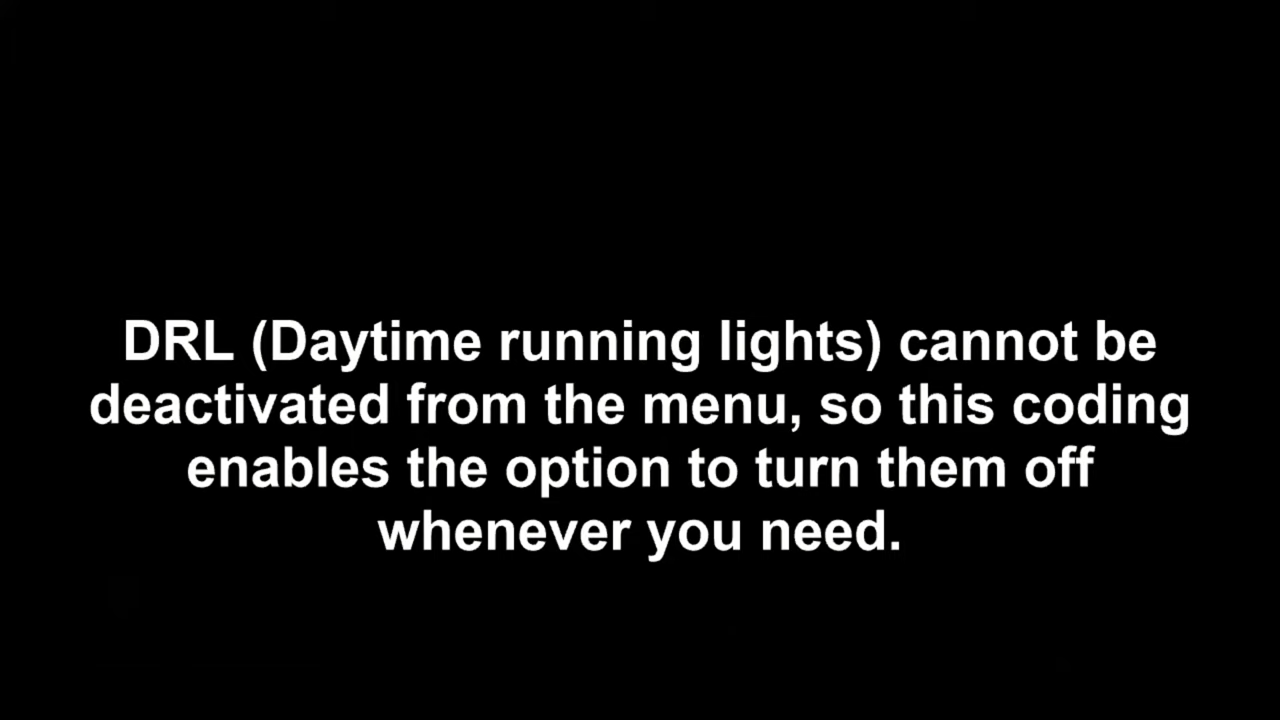 DRL (Daytime running lights) cannot be
deactivated from the menu, so this coding
enables the option to turn them off
whenever you need.